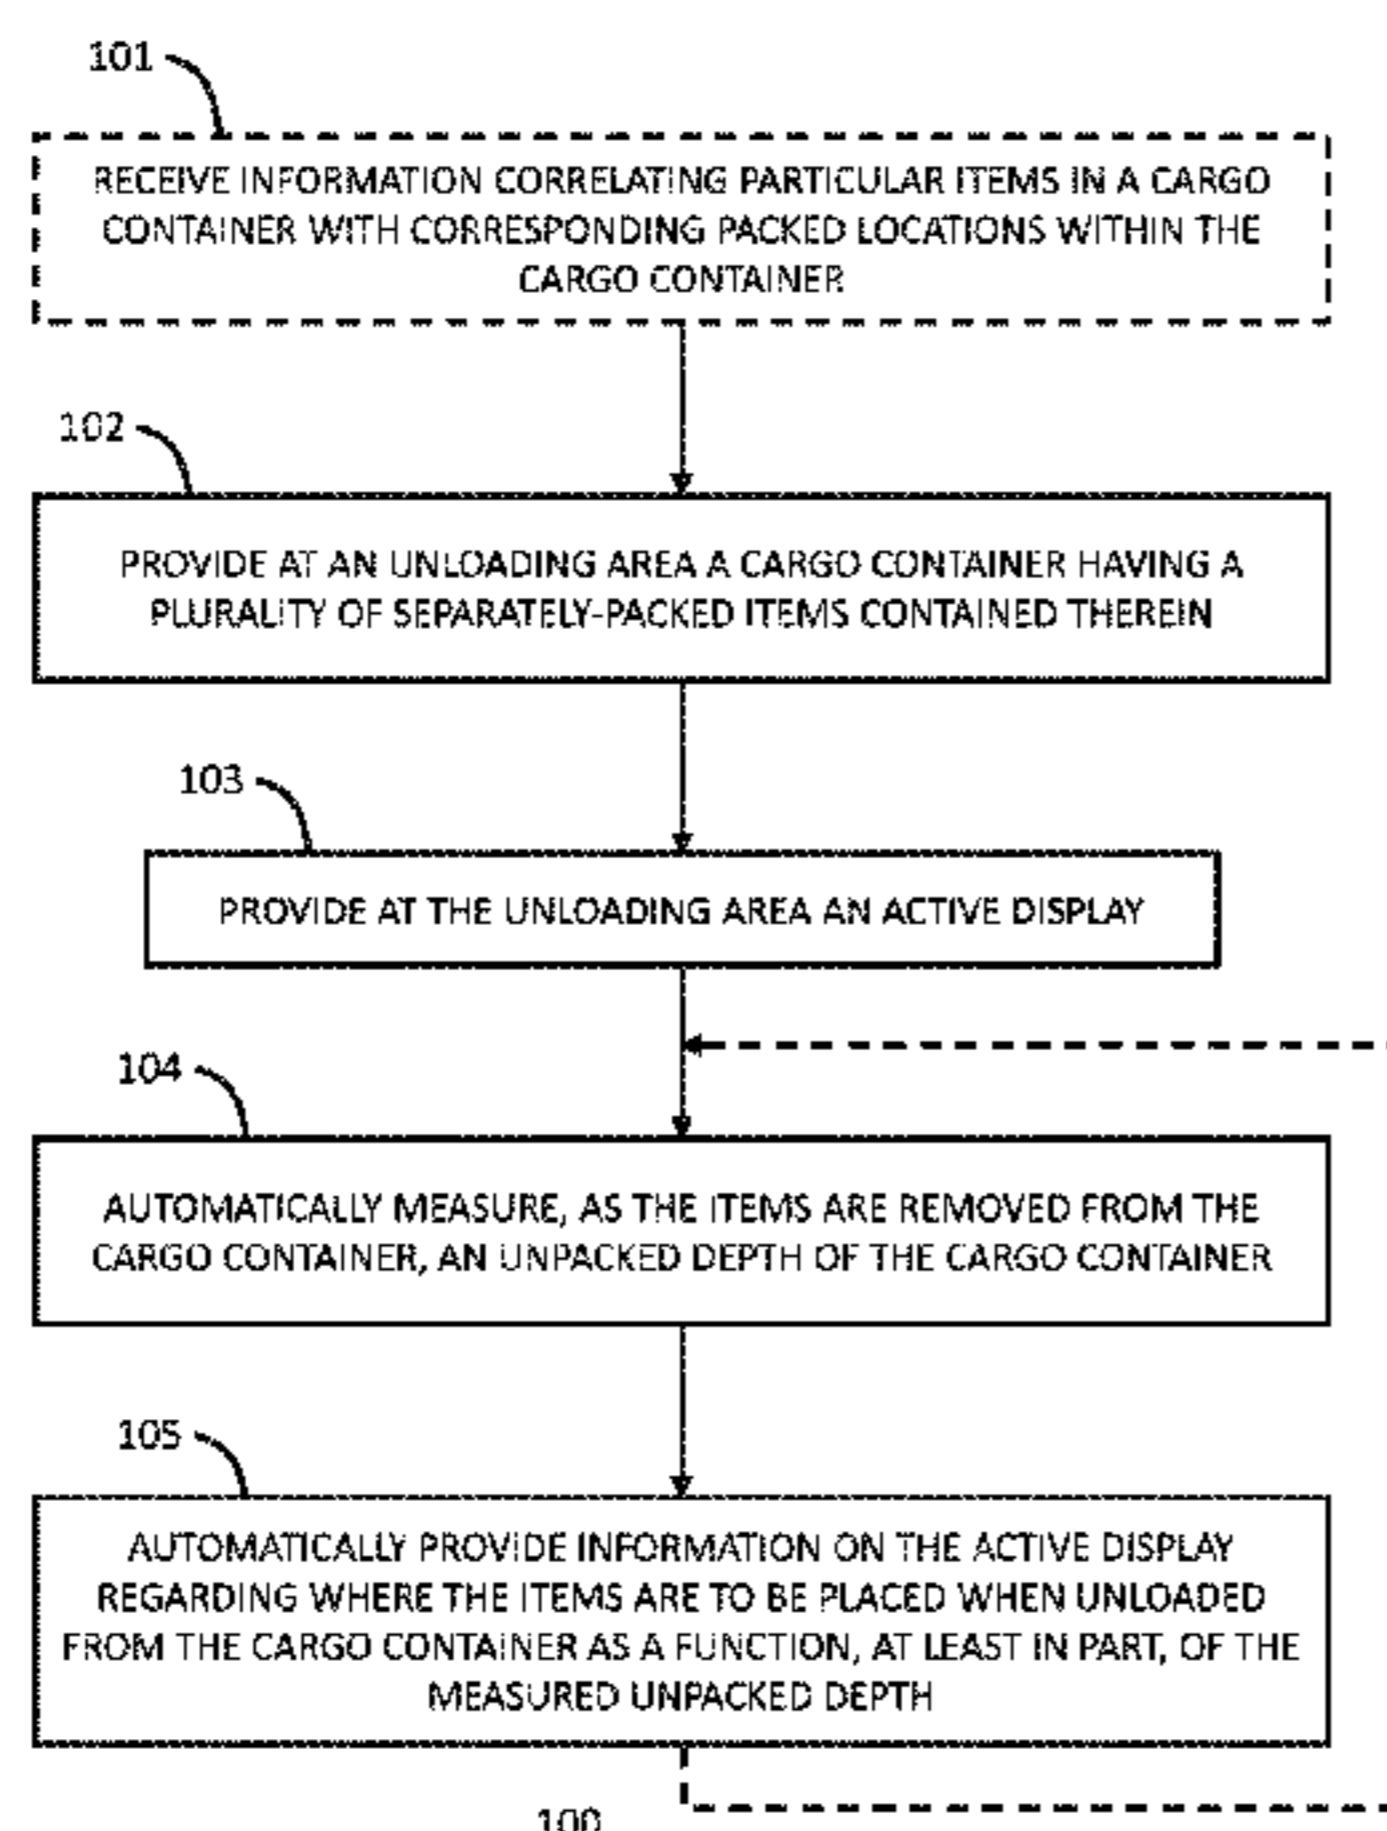 101
RECEIVE INFORMATION CORRELATING PARTICULAR ITEMS IN A CARGO
CONTAINER WITH CORRESPONDING PACKED LOCATIONS WITHIN THE
CARGO CONTAINER
102
PROVIDE AT AN UNLOADING AREA A CARGO CONTAINER HAVING A
PLURALITY OF SEPARATELY-PACKED ITEMS CONTAINED THEREIN
103
PROVIDE AT THE UNLOADING AREA AN ACTIVE DISPLAY
104
AUTOMATICALLY MEASURE, AS THE ITEMS ARE REMOVED FROM THE
CARGO CONTAINER, AN UNPACKED DEPTH OF THE CARGO CONTAINER
105
AUTOMATICALLY PROVIDE INFORMATION ON THE ACTIVE DISPLAY
REGARDING WHERE THE ITEMS ARE TO BE PLACED WHEN UNLOADED
FROM THE CARGO CONTAINER AS A FUNCTION, AT LEAST IN PART, OF THE
MEASURED UNPACKED DEPTH
100